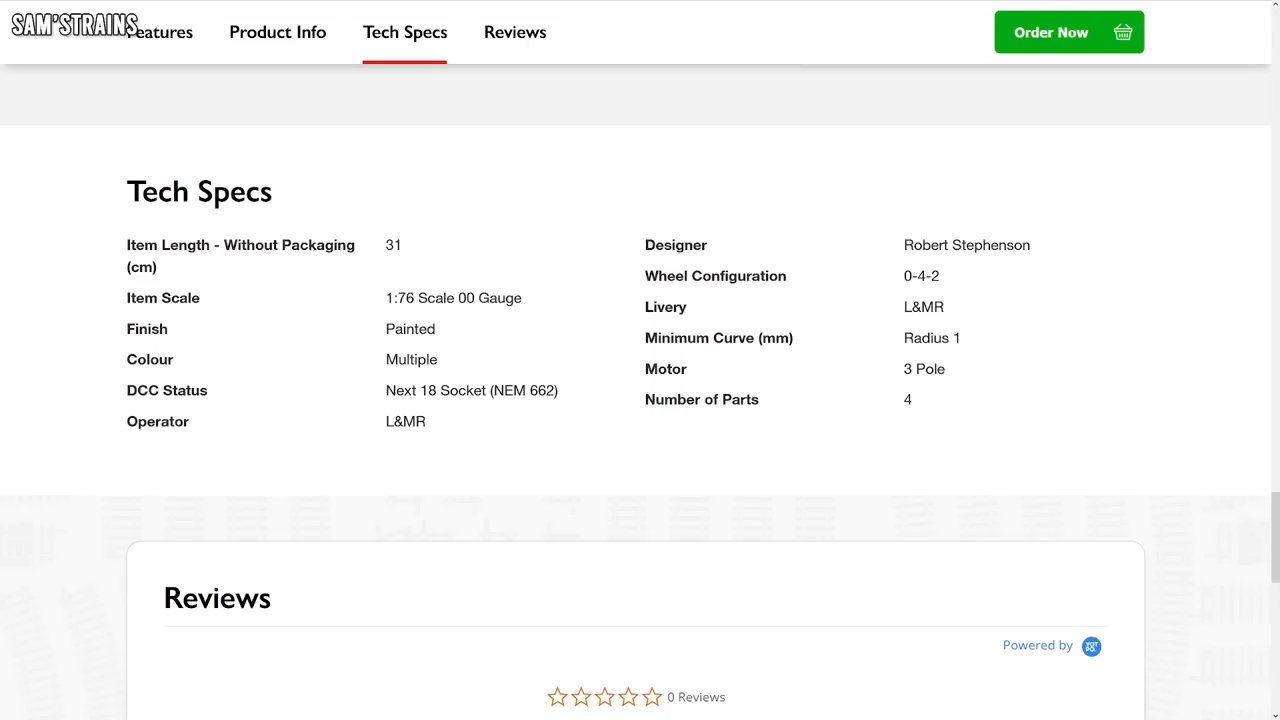 SAM'STRAINS
eatures
Product Info
Tech Specs
Reviews
Order Now
Tech Specs
Item Length - Without Packaging
(cm)
31
Item Scale
1:76 Scale 00 Gauge
Finish
Painted
Colour
Multiple
DCC Status
Next 18 Socket (NEM 662)
Operator
L&MR
Designer
Robert Stephenson
Wheel Configuration
0-4-2
Livery
L&MR
Minimum Curve (mm)
Radius 1
Motor
3 Pole
Number of Parts
4
Reviews
Powered by
YOT
PO.
0 Reviews